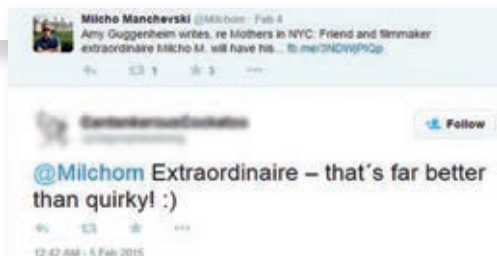 Milcho Manchevski @Milchom · Feb 4
Amy Guggenheim writes, re Mothers in NYC: Friend and filmmaker
extraordinaire Milcho M. will have his... fb.me/3NDWjPlQp
1 3
Follow
@Milchom Extraordinaire – that´s far better
than quirky! :)
12:42 AM - 5 Feb 2015